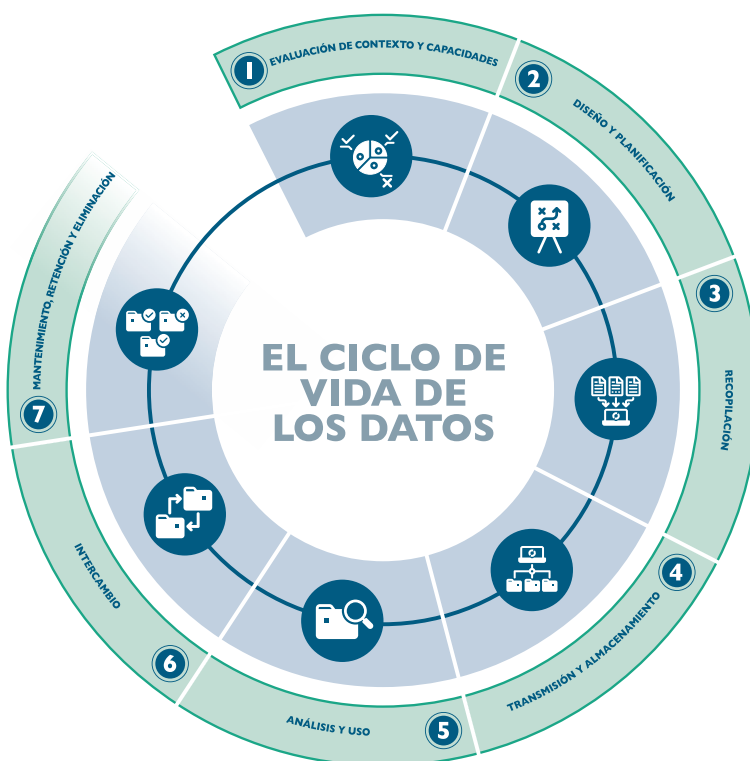 EL CICLO DE
VIDA DE
LOS DATOS
1 EVALUACIÓN DE CONTEXTO Y CAPACIDADES
2 DISEÑO Y PLANIFICACIÓN
3 RECOPILACIÓN
4 TRANSMISIÓN Y ALMACENAMIENTO
5 ANÁLISIS Y USO
6 INTERCAMBIO
7 MANTENIMIENTO, RETENCIÓN Y ELIMINACIÓN